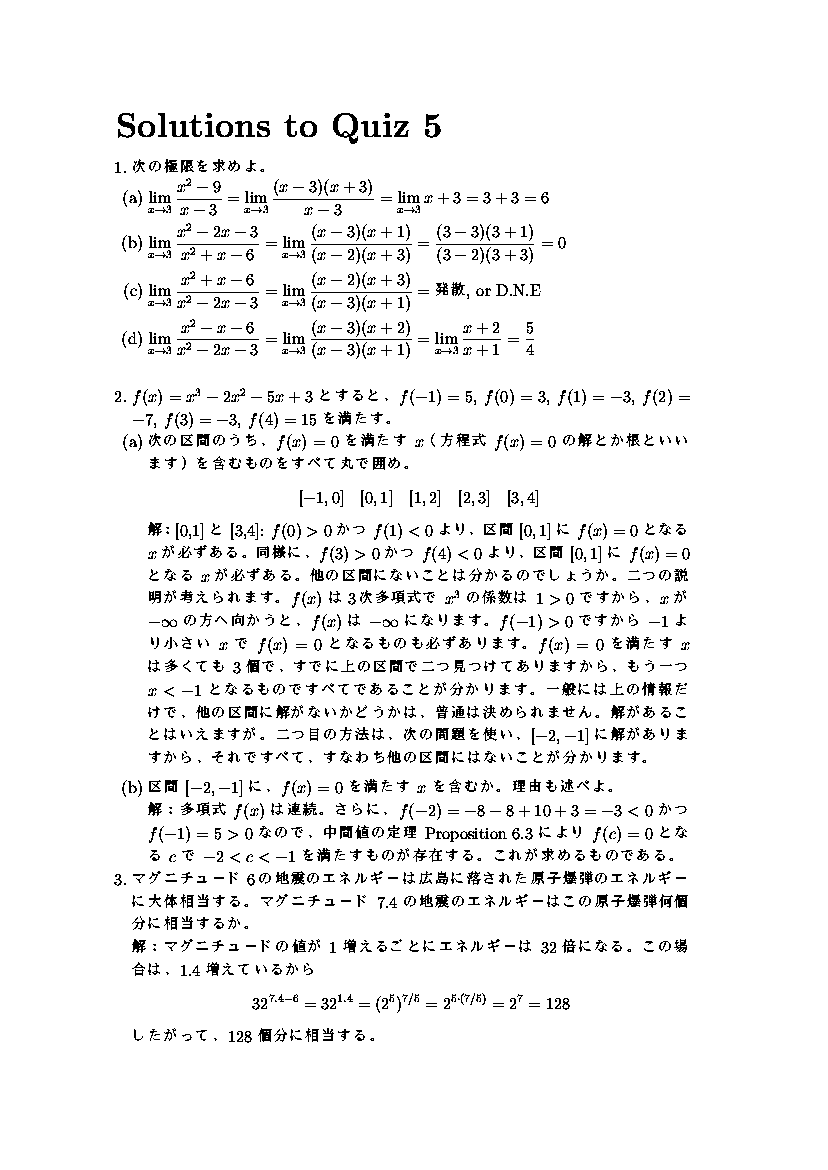 Solutions to Quiz 5
1. 次の極限を求めよ。
(a) lim_{x→3} \frac{x^2 − 9}{x − 3} = lim_{x→3} \frac{(x − 3)(x + 3)}{x − 3} = lim_{x→3} x + 3 = 3 + 3 = 6
(b) lim_{x→3} \frac{x^2 − 2x − 3}{x^2 + x − 6} = lim_{x→3} \frac{(x − 3)(x + 1)}{(x − 2)(x + 3)} = \frac{(3 − 3)(3 + 1)}{(3 − 2)(3 + 3)} = 0
(c) lim_{x→3} \frac{x^2 + x − 6}{x^2 − 2x − 3} = lim_{x→3} \frac{(x − 2)(x + 3)}{(x − 3)(x + 1)} = 発散, or D.N.E
(d) lim_{x→3} \frac{x^2 − x − 6}{x^2 − 2x − 3} = lim_{x→3} \frac{(x − 3)(x + 2)}{(x − 3)(x + 1)} = lim_{x→3} \frac{x + 2}{x + 1} = \frac{5}{4}
2. f(x) = x^3 − 2x^2 − 5x + 3 とすると、f(−1) = 5, f(0) = 3, f(1) = −3, f(2) =
−7, f(3) = −3, f(4) = 15 を満たす。
(a) 次の区間のうち、f(x) = 0 を満たす x（方程式 f(x) = 0 の解とか根といい
ます）を含むものをすべて丸で囲め。
[−1, 0] [0, 1] [1, 2] [2, 3] [3, 4]
解：[0,1] と [3,4]: f(0) > 0 かつ f(1) < 0 より、区間 [0, 1] に f(x) = 0 となる
x が必ずある。同様に、f(3) > 0 かつ f(4) < 0 より、区間 [0, 1] に f(x) = 0
となる x が必ずある。他の区間にないことは分かるのでしょうか。二つの説
明が考えられます。f(x) は 3 次多項式で x^3 の係数は 1 > 0 ですから、x が
−∞ の方へ向かうと、f(x) は −∞ になります。f(−1) > 0 ですから −1 よ
り小さい x で f(x) = 0 となるものも必ずあります。f(x) = 0 を満たす x
は多くても 3 個で、すでに上の区間で二つ見つけてありますから、もう一つ
x < −1 となるものですべてであることが分かります。一般には上の情報だ
けで、他の区間に解がないかどうかは、普通は決められません。解があるこ
とはいえますが。二つ目の方法は、次の問題を使い、[−2, −1] に解がありま
すから、それですべて、すなわち他の区間にはないことが分かります。
(b) 区間 [−2, −1] に、f(x) = 0 を満たす x を含むか。理由も述べよ。
解：多項式 f(x) は連続。さらに、f(−2) = −8 − 8 + 10 + 3 = −3 < 0 かつ
f(−1) = 5 > 0 なので、中間値の定理 Proposition 6.3 により f(c) = 0 とな
る c で −2 < c < −1 を満たすものが存在する。これが求めるものである。
3. マグニチュード 6 の地震のエネルギーは広島に落された原子爆弾のエネルギー
に大体相当する。マグニチュード 7.4 の地震のエネルギーはこの原子爆弾何個
分に相当するか。
解：マグニチュードの値が 1 増えるごとにエネルギーは 32 倍になる。この場
合は、1.4 増えているから
32^{7.4−6} = 32^{1.4} = (2^5)^{7/5} = 2^{5·(7/5)} = 2^7 = 128
したがって、128 個分に相当する。